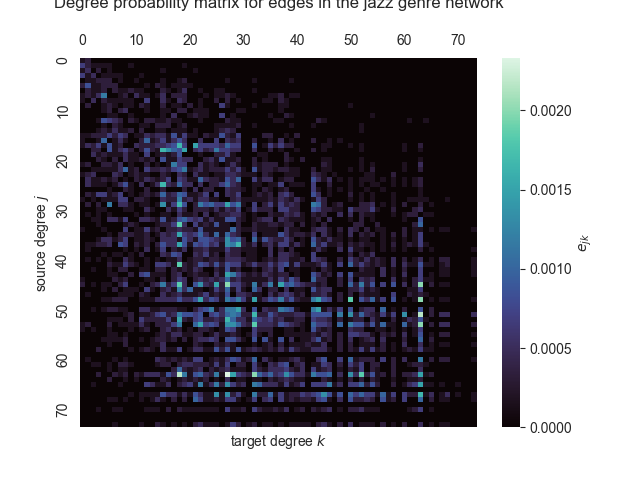 Degree probability matrix for edges in the jazz genre network
0 10 20 30 40 50 60 70
0
10
20
30
40
50
60
70
source degree j
target degree k
0.0020
0.0015
0.0010
0.0005
0.0000
e_jk